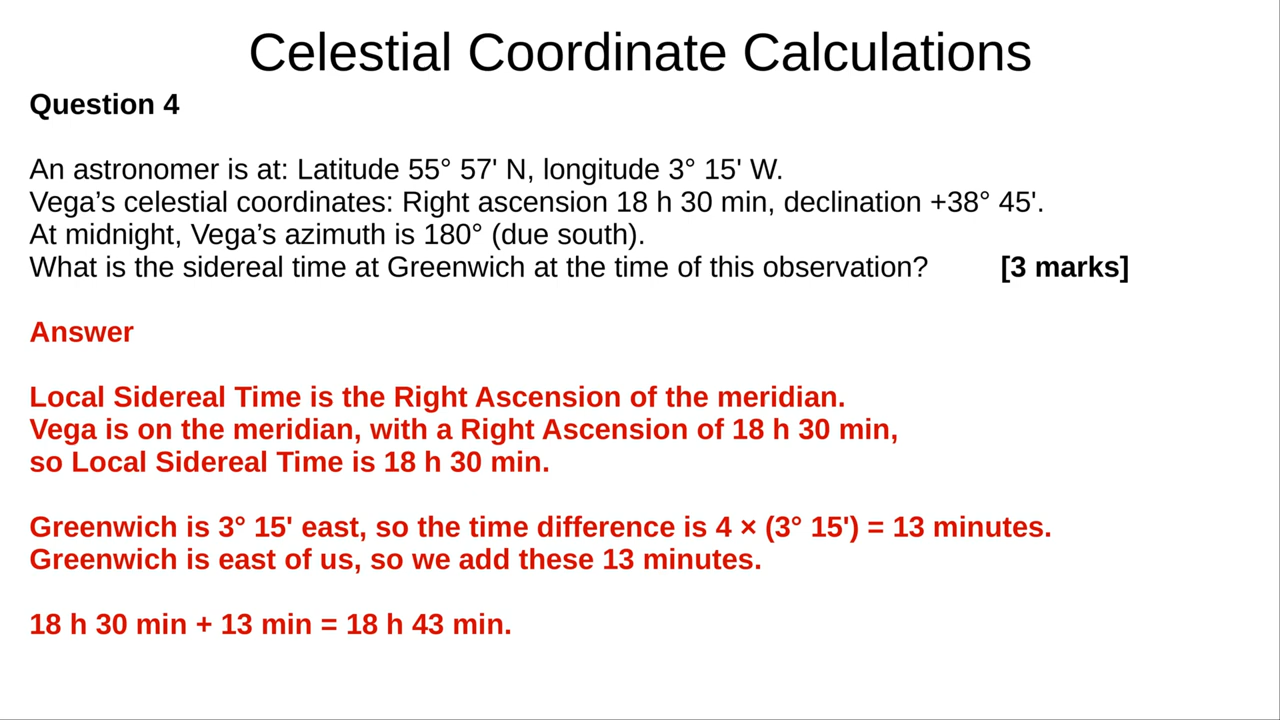 Celestial Coordinate Calculations
Question 4
An astronomer is at: Latitude 55° 57' N, longitude 3° 15' W.
Vega’s celestial coordinates: Right ascension 18 h 30 min, declination +38° 45'.
At midnight, Vega’s azimuth is 180° (due south).
What is the sidereal time at Greenwich at the time of this observation? [3 marks]
Answer
Local Sidereal Time is the Right Ascension of the meridian.
Vega is on the meridian, with a Right Ascension of 18 h 30 min,
so Local Sidereal Time is 18 h 30 min.
Greenwich is 3° 15' east, so the time difference is 4 × (3° 15') = 13 minutes.
Greenwich is east of us, so we add these 13 minutes.
18 h 30 min + 13 min = 18 h 43 min.